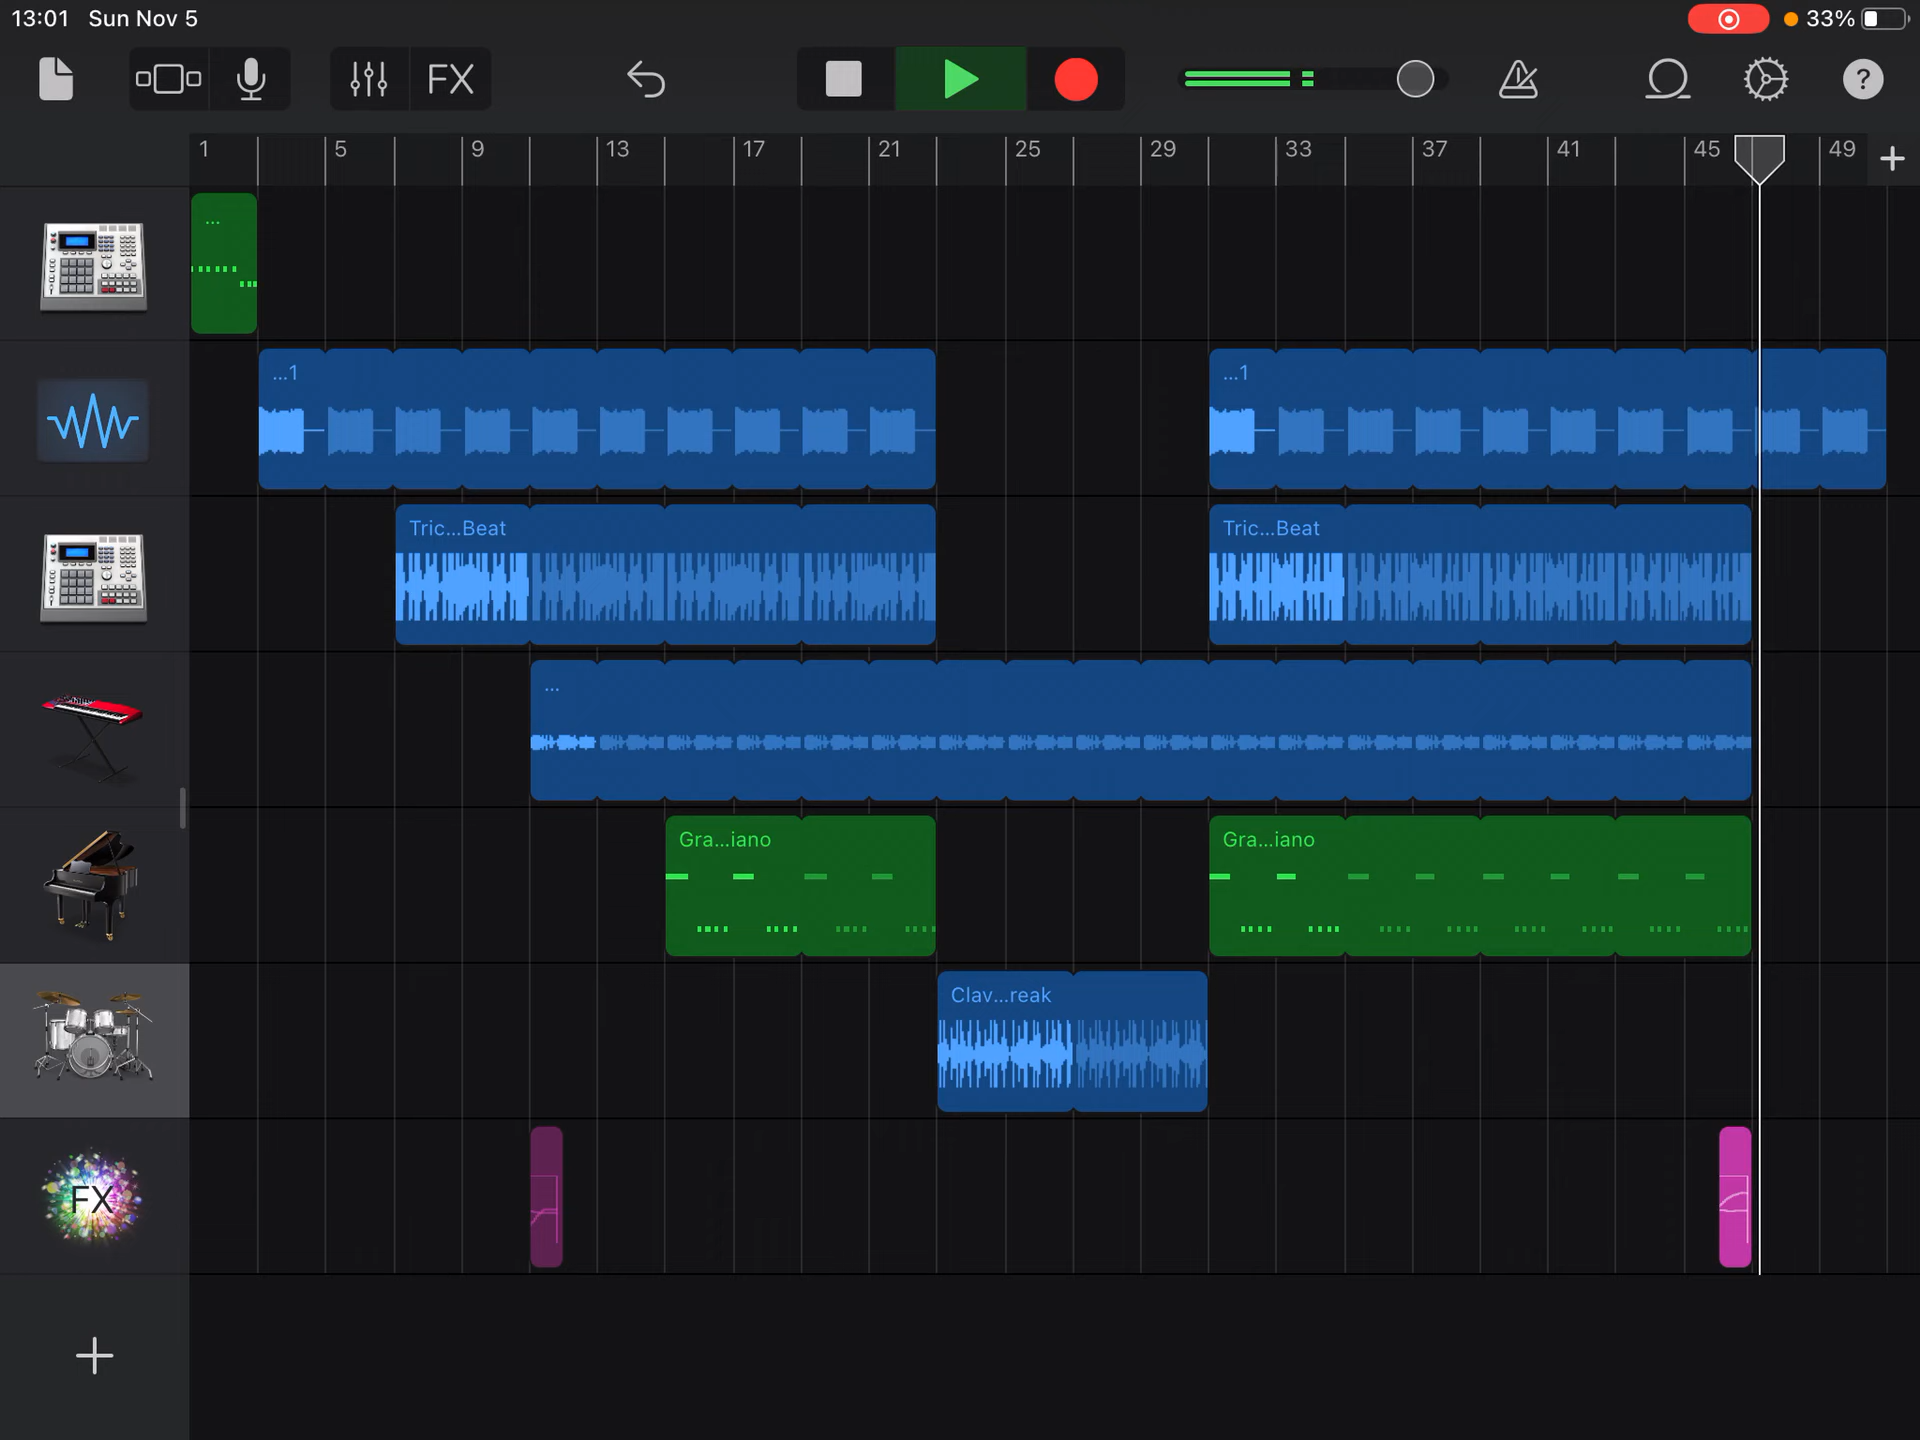 13:01 Sun Nov 5
33%
FX
?
1 5 9 13 17 21 25 29 33 37 41 45 49
...
...1 ...1
Tric...Beat Tric...Beat
...
Gra...iano Gra...iano
Clav...reak
FX